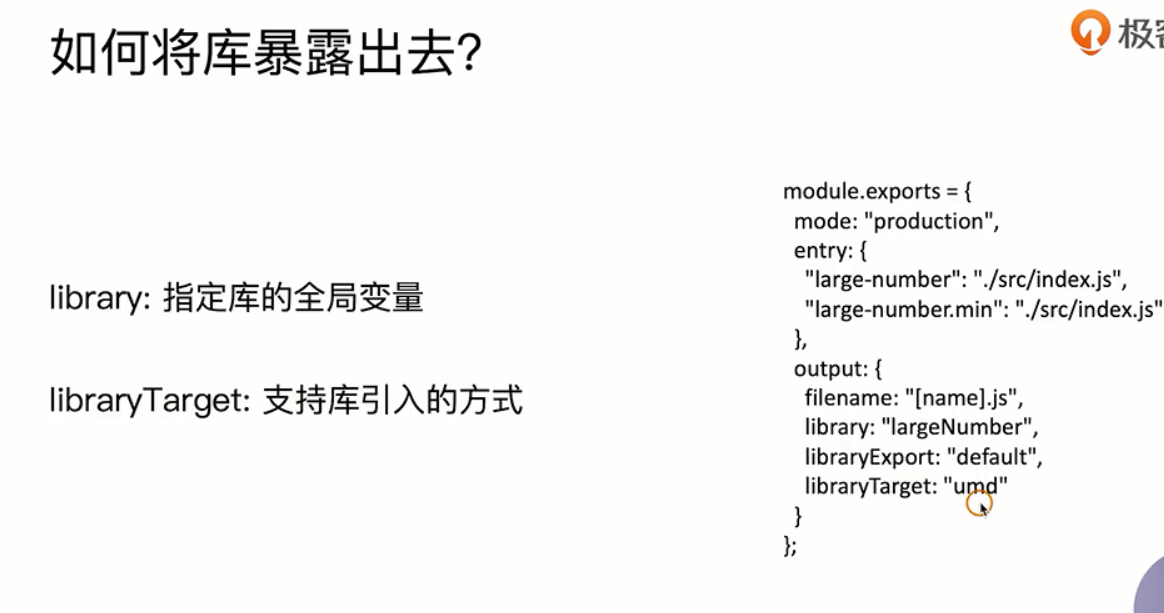 如何将库暴露出去?
极客
library: 指定库的全局变量
libraryTarget: 支持库引入的方式
module.exports = {
mode: "production",
entry: {
"large-number": "./src/index.js",
"large-number.min": "./src/index.js"
},
output: {
filename: "[name].js",
library: "largeNumber",
libraryExport: "default",
libraryTarget: "umd"
}
};